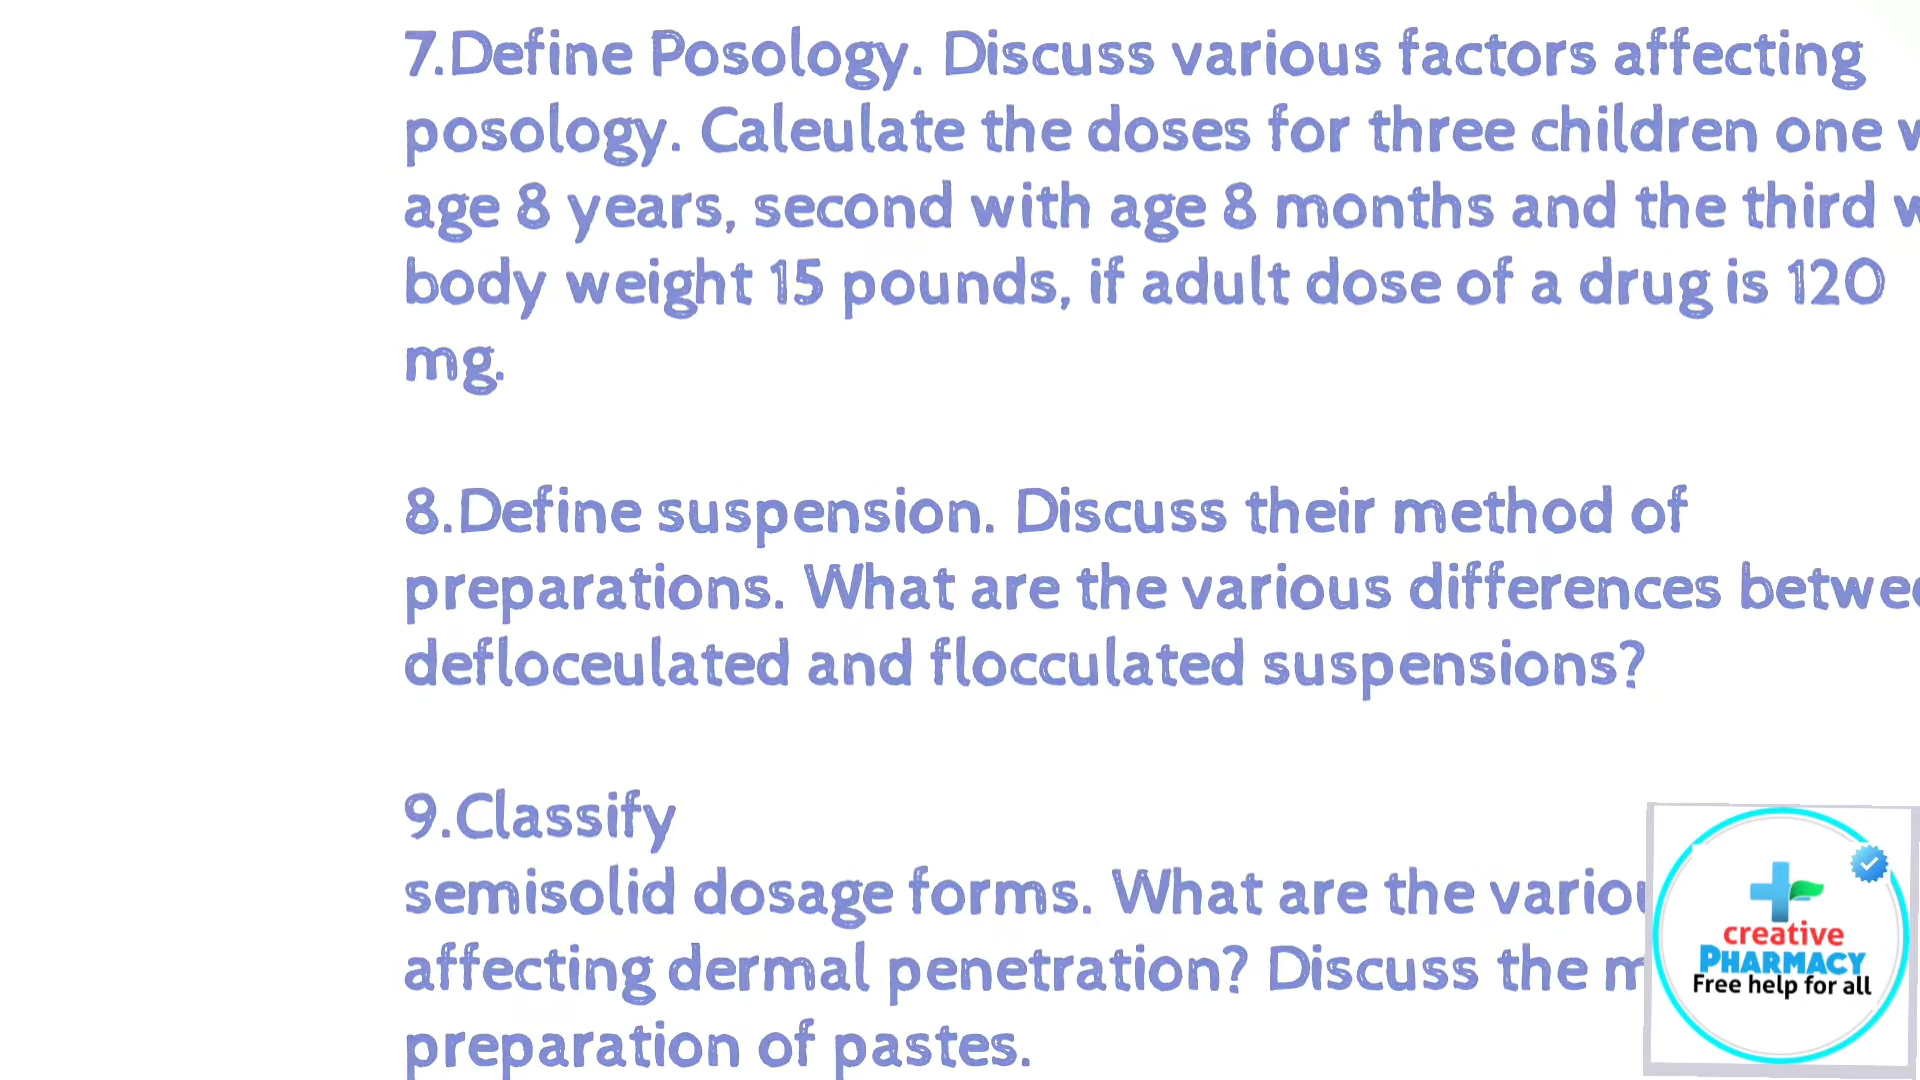 7.Define Posology. Discuss various factors affecting
posology. Caleulate the doses for three children one
age 8 years, second with age 8 months and the third
body weight 15 pounds, if adult dose of a drug is 120
mg.
8.Define suspension. Discuss their method of
preparations. What are the various differences
defloceulated and flocculated suspensions?
9.Classify
semisolid dosage forms. What are the
affecting dermal penetration? Discuss the
preparation of pastes.
creative
PHARMACY
Free help for all